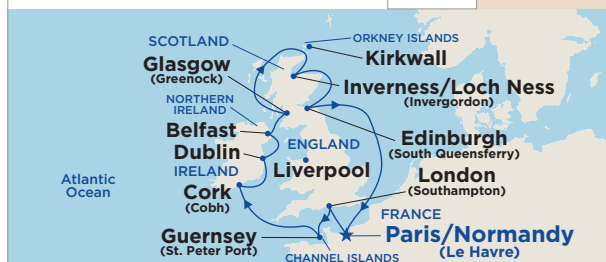 ORKNEY ISLANDS
SCOTLAND
Kirkwall
Glasgow
(Greenock)
Inverness/Loch Ness
(Invergordon)
NORTHERN
IRELAND
Belfast
Edinburgh
(South Queensferry)
Dublin
ENGLAND
Liverpool
London
(Southampton)
IRELAND
Cork
(Cobh)
Atlantic
Ocean
FRANCE
Guernsey
(St. Peter Port)
Paris/Normandy
(Le Havre)
CHANNEL ISLANDS